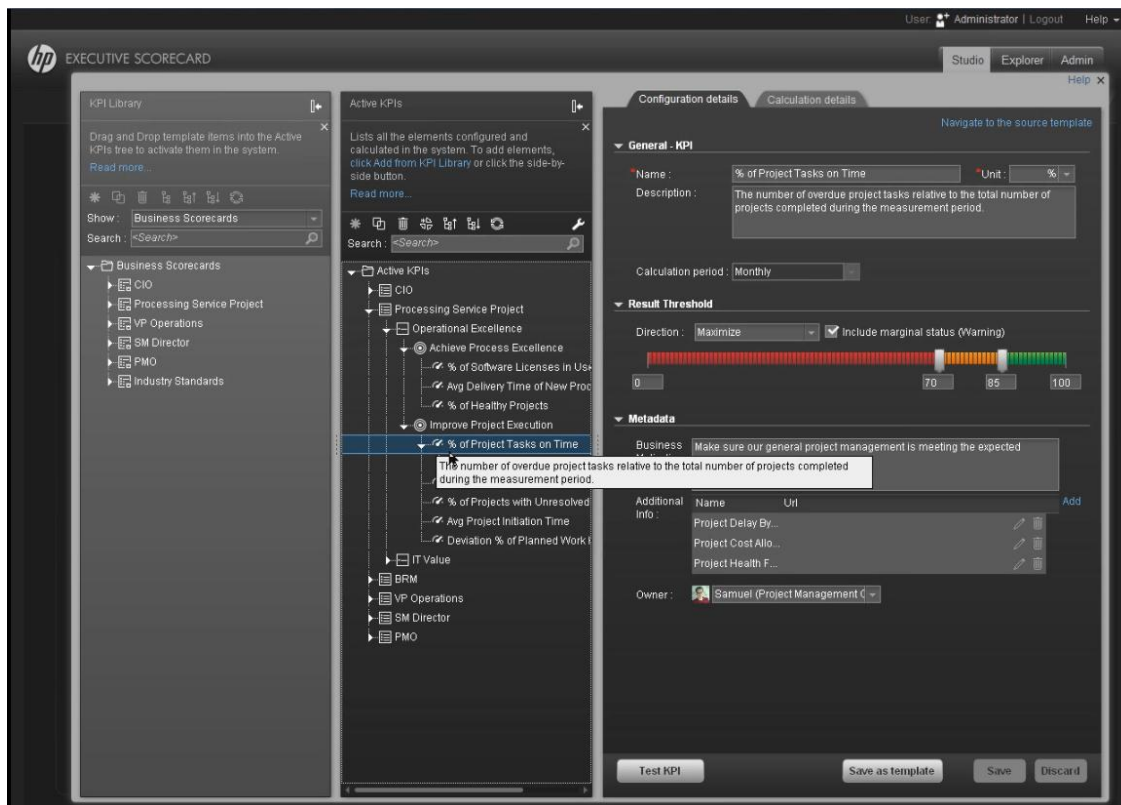 User: Administrator | Logout Help
hp EXECUTIVE SCORECARD
Studio Explorer Admin
Help x
KPI Library
Drag and Drop template items into the Active
KPIs tree to activate them in the system.
Read more...
Show : Business Scorecards
Search : <Search>
Business Scorecards
CIO
Processing Service Project
VP Operations
SM Director
PMO
Industry Standards
Active KPIs
Lists all the elements configured and
calculated in the system. To add elements,
click Add from KPI Library or click the side-by-
side button.
Read more...
Search : <Search>
Active KPIs
CIO
Processing Service Project
Operational Excellence
Achieve Process Excellence
% of Software Licenses in Use
Avg Delivery Time of New Proc
% of Healthy Projects
Improve Project Execution
% of Project Tasks on Time
The number of overdue project tasks relative to the total number of projects completed
during the measurement period.
% of Projects with Unresolved
Avg Project Initiation Time
Deviation % of Planned Work
IT Value
BRM
VP Operations
SM Director
PMO
Configuration details Calculation details
Navigate to the source template
General - KPI
*Name : % of Project Tasks on Time *Unit : %
Description : The number of overdue project tasks relative to the total number of
projects completed during the measurement period.
Calculation period : Monthly
Result Threshold
Direction : Maximize Include marginal status (Warning)
0 70 85 100
Metadata
Business Make sure our general project management is meeting the expected
Additional Name Url Add
Info :
Project Delay By...
Project Cost Allo...
Project Health F...
Owner : Samuel (Project Management
Test KPI Save as template Save Discard